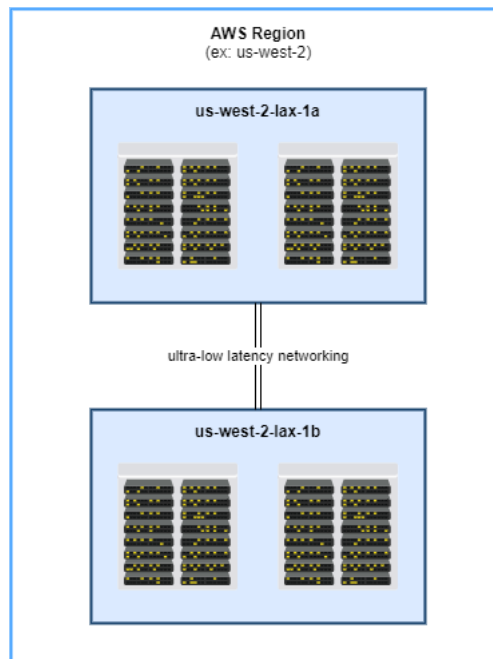 AWS Region
(ex: us-west-2)
us-west-2-lax-1a
ultra-low latency networking
us-west-2-lax-1b